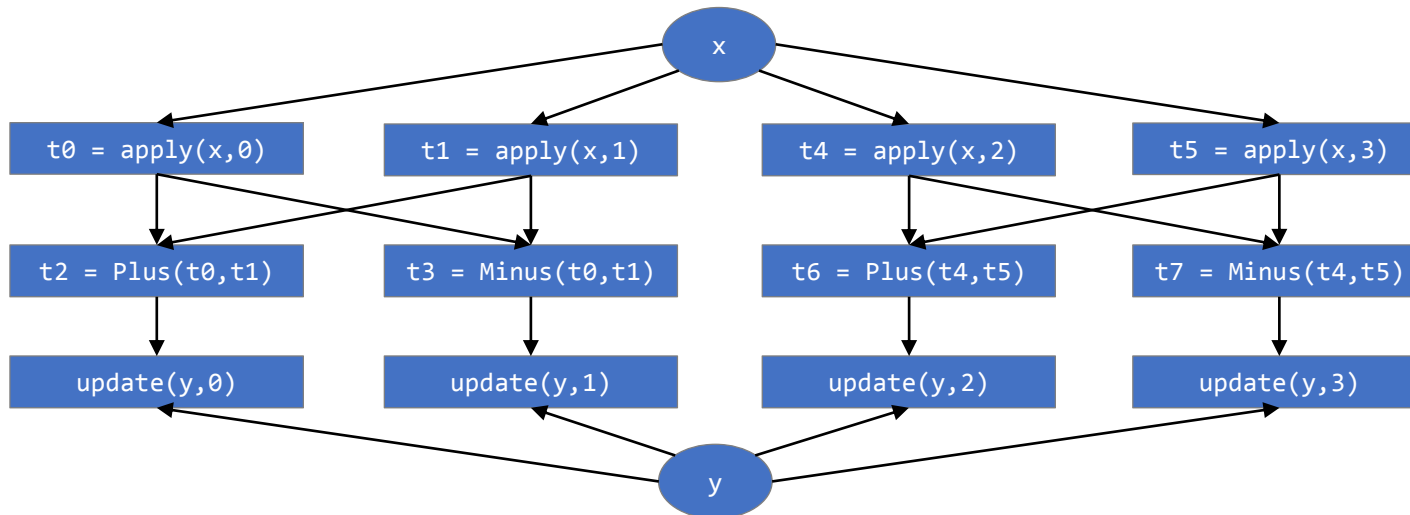 x
t0 = apply(x,0)
t1 = apply(x,1)
t4 = apply(x,2)
t5 = apply(x,3)
t2 = Plus(t0,t1)
t3 = Minus(t0,t1)
t6 = Plus(t4,t5)
t7 = Minus(t4,t5)
update(y,0)
update(y,1)
update(y,2)
update(y,3)
y